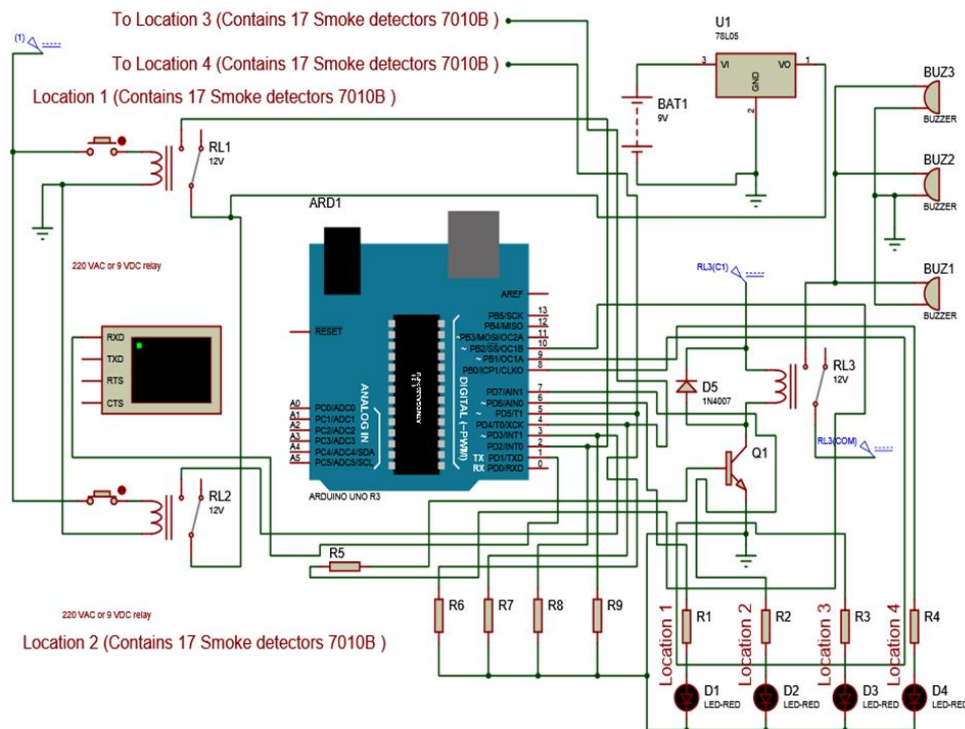 To Location 3 (Contains 17 Smoke detectors 7010B )
To Location 4 (Contains 17 Smoke detectors 7010B )
Location 1 (Contains 17 Smoke detectors 7010B )
(1)
RL1
12V
220 VAC or 9 VDC relay
U1
78L05
3
VI
VO
1
GND
2
BAT1
9V
BUZ3
BUZZER
BUZ2
BUZZER
BUZ1
BUZZER
ARD1
RXD
TXD
RTS
CTS
RESET
AREF
PB5/SCK 13
PB4/MISO 12
~PB3/MOSI/OC2A 11
~ PB2/SS/OC1B 10
~ PB1/OC1A 9
PB0/ICP1/CLKO 8
PD7/AIN1 7
~ PD6/AIN0 6
~ PD5/T1 5
PD4/T0/XCK 4
~ PD3/INT1 3
PD2/INT0 2
TX PD1/TXD 1
RX PD0/RXD 0
DIGITAL (~PWM)
ANALOG IN
A0 PC0/ADC0
A1 PC1/ADC1
A2 PC2/ADC2
A3 PC3/ADC3
A4 PC4/ADC4/SDA
A5 PC5/ADC5/SCL
ARDUINO UNO R3
RL3(C1)
D5
1N4007
RL3
12V
RL3(COM)
Q1
RL2
12V
220 VAC or 9 VDC relay
Location 2 (Contains 17 Smoke detectors 7010B )
R5
R6
R7
R8
R9
Location 1
R1
Location 2
R2
Location 3
R3
Location 4
R4
D1
LED-RED
D2
LED-RED
D3
LED-RED
D4
LED-RED